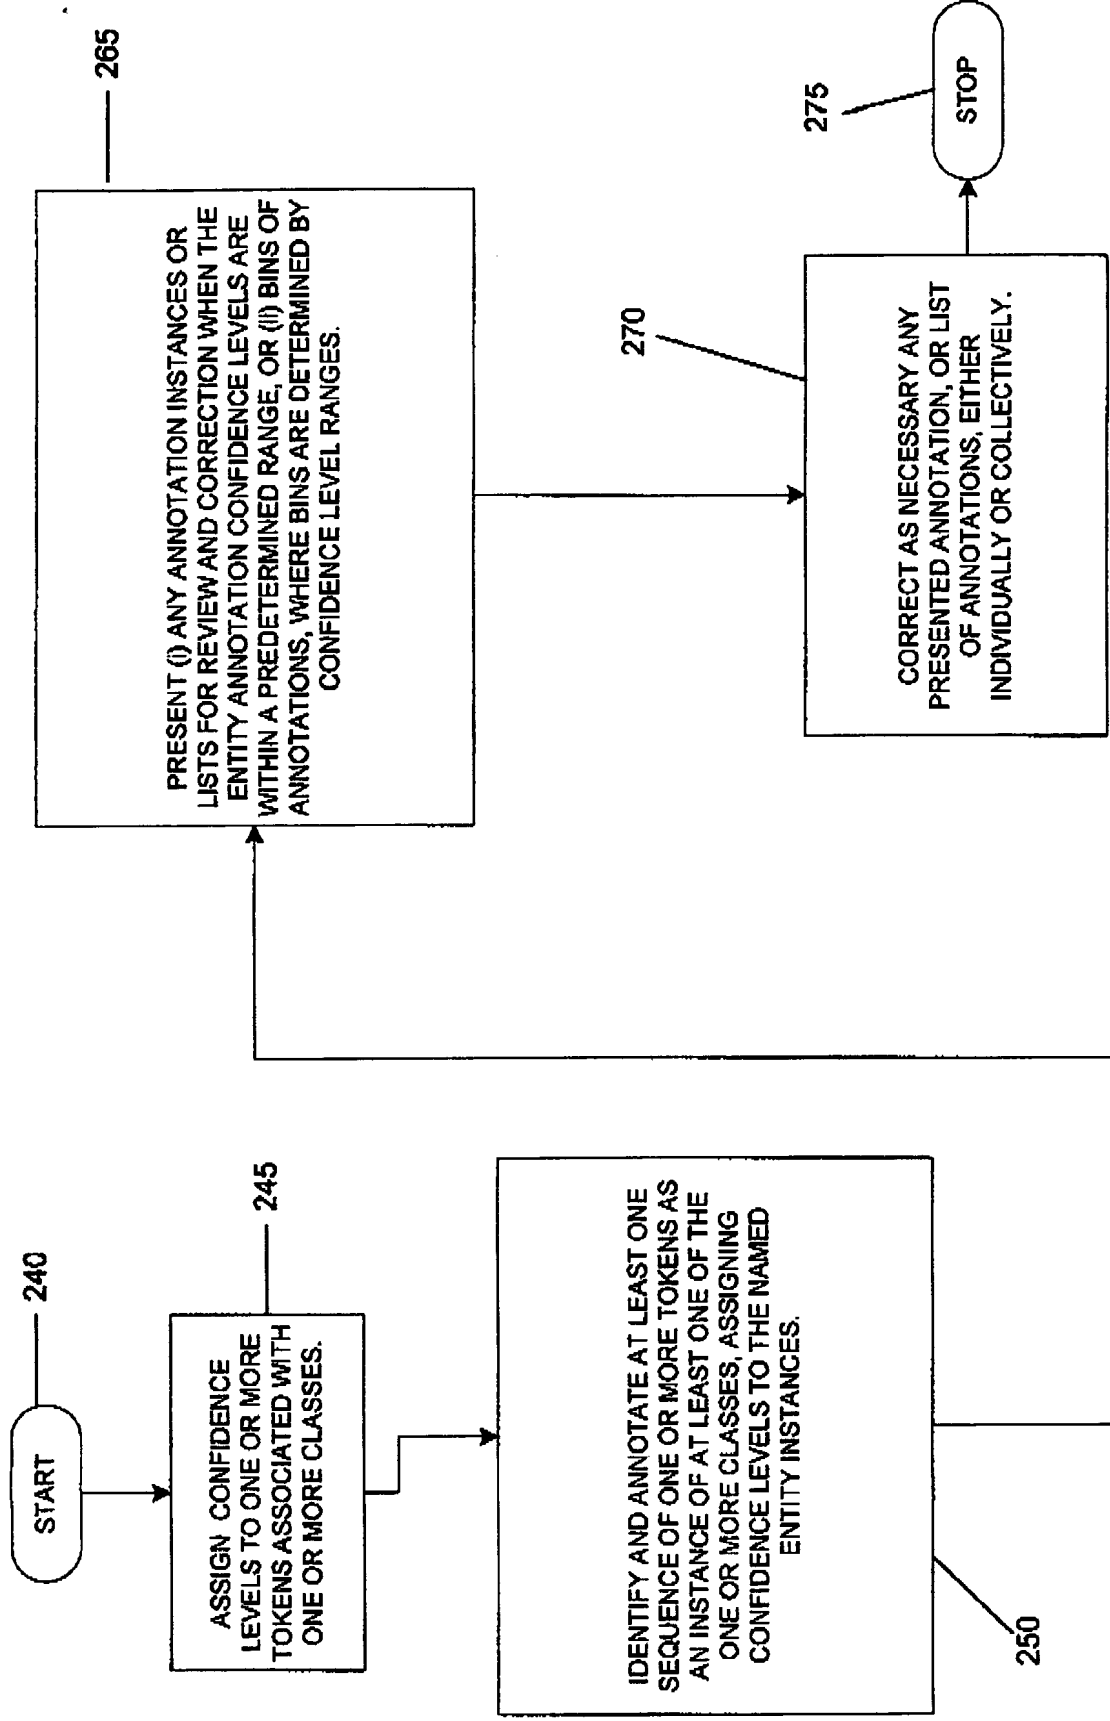 START
240
ASSIGN CONFIDENCE
LEVELS TO ONE OR MORE
TOKENS ASSOCIATED WITH
ONE OR MORE CLASSES.
245
IDENTIFY AND ANNOTATE AT LEAST ONE
SEQUENCE OF ONE OR MORE TOKENS AS
AN INSTANCE OF AT LEAST ONE OF THE
ONE OR MORE CLASSES, ASSIGNING
CONFIDENCE LEVELS TO THE NAMED
ENTITY INSTANCES.
250
PRESENT (i) ANY ANNOTATION INSTANCES OR
LISTS FOR REVIEW AND CORRECTION WHEN THE
ENTITY ANNOTATION CONFIDENCE LEVELS ARE
WITHIN A PREDETERMINED RANGE, OR (II) BINS OF
ANNOTATIONS, WHERE BINS ARE DETERMINED BY
CONFIDENCE LEVEL RANGES.
265
CORRECT AS NECESSARY ANY
PRESENTED ANNOTATION, OR LIST
OF ANNOTATIONS, EITHER
INDIVIDUALLY OR COLLECTIVELY.
270
STOP
275